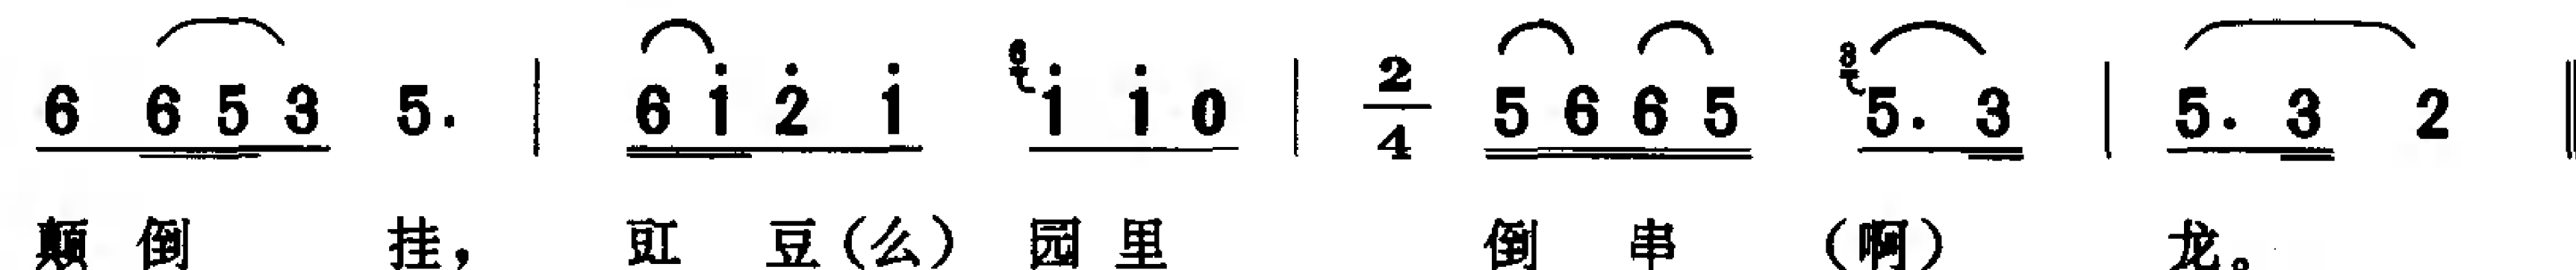 6 6 5 3 5. | 6 i̇ 2̇ i̇ 6 i̇ i̇ 0 | 2/4 5 6 6 5 5. 3 | 5. 3 2 ‖
颠倒 挂， 豇 豆（么）园里 倒 串 （啊） 龙。